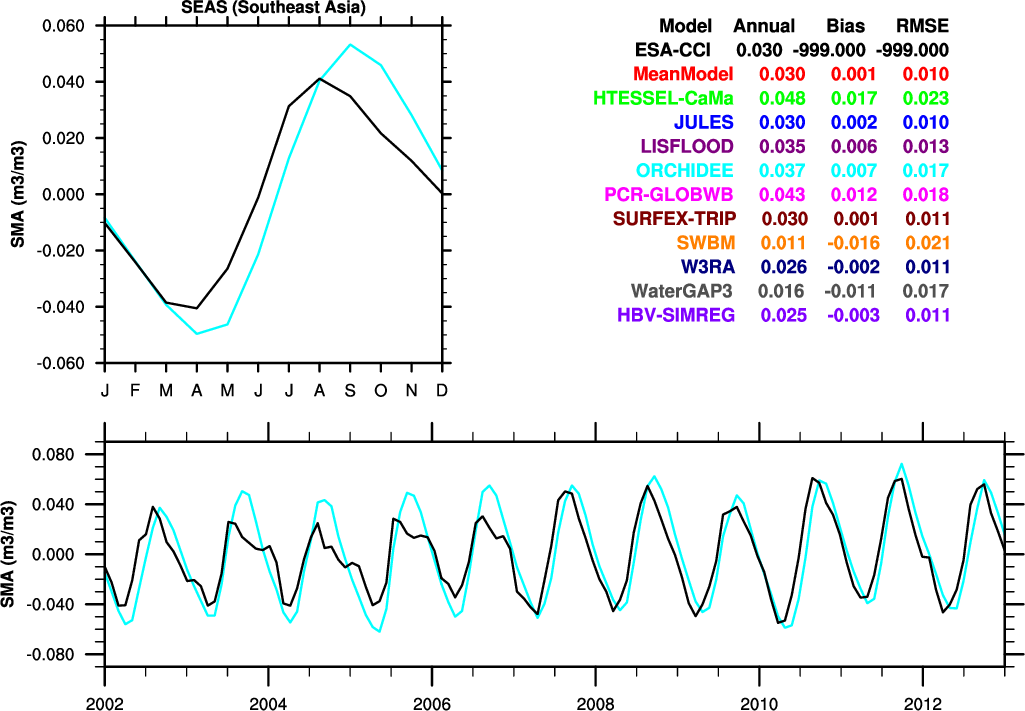 SEAS (Southeast Asia)
0.060
0.040
0.020
0.000
-0.020
-0.040
-0.060
SMA (m3/m3)
J F M A M J J A S O N D
Model Annual Bias RMSE
ESA-CCI 0.030 -999.000 -999.000
MeanModel 0.030 0.001 0.010
HTESSEL-CaMa 0.048 0.017 0.023
JULES 0.030 0.002 0.010
LISFLOOD 0.035 0.006 0.013
ORCHIDEE 0.037 0.007 0.017
PCR-GLOBWB 0.043 0.012 0.018
SURFEX-TRIP 0.030 0.001 0.011
SWBM 0.011 -0.016 0.021
W3RA 0.026 -0.002 0.011
WaterGAP3 0.016 -0.011 0.017
HBV-SIMREG 0.025 -0.003 0.011
0.080
0.040
0.000
-0.040
-0.080
SMA (m3/m3)
2002 2004 2006 2008 2010 2012